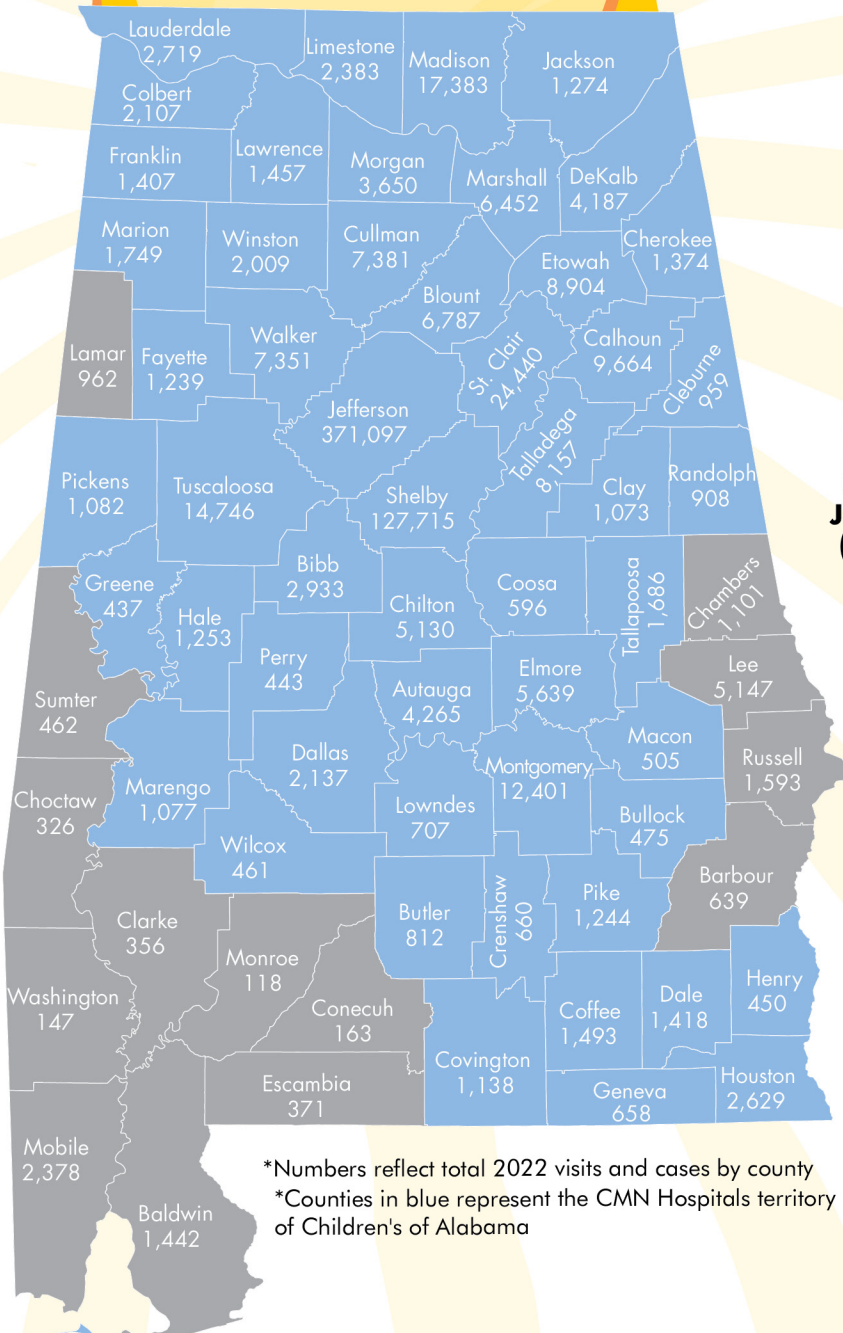 Lauderdale
2,719
Limestone
2,383
Madison
17,383
Jackson
1,274
Colbert
2,107
Franklin
1,407
Lawrence
1,457
Morgan
3,650
Marshall
6,452
DeKalb
4,187
Marion
1,749
Winston
2,009
Cullman
7,381
Cherokee
1,374
Etowah
8,904
Blount
6,787
Lamar
962
Fayette
1,239
Walker
7,351
St. Clair
24,440
Calhoun
9,664
Cleburne
959
Jefferson
371,097
Talladega
8,157
Pickens
1,082
Tuscaloosa
14,746
Shelby
127,715
Clay
1,073
Randolph
908
J
(
Greene
437
Hale
1,253
Bibb
2,933
Chilton
5,130
Coosa
596
Tallapoosa
1,686
Chambers
1,101
Perry
443
Autauga
4,265
Elmore
5,639
Lee
5,147
Sumter
462
Marengo
1,077
Dallas
2,137
Lowndes
707
Montgomery
12,401
Macon
505
Russell
1,593
Choctaw
326
Wilcox
461
Bullock
475
Barbour
639
Clarke
356
Butler
812
Crenshaw
660
Pike
1,244
Monroe
118
Washington
147
Conecuh
163
Coffee
1,493
Dale
1,418
Henry
450
Escambia
371
Covington
1,138
Geneva
658
Houston
2,629
Mobile
2,378
Baldwin
1,442
*Numbers reflect total 2022 visits and cases by county
*Counties in blue represent the CMN Hospitals territory
of Children's of Alabama